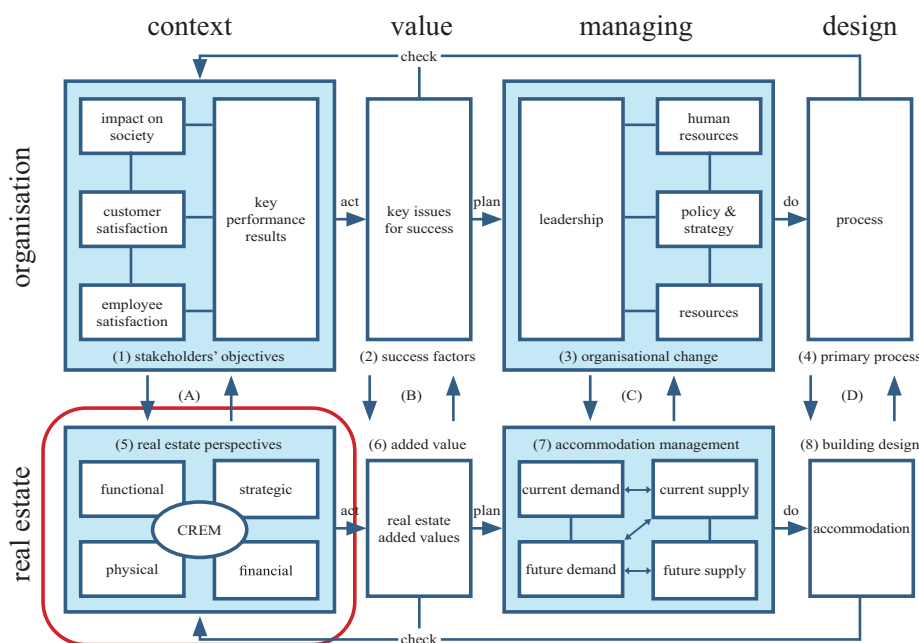 context value managing design
check
organisation
impact on
society
customer
satisfaction
employee
satisfaction
key
performance
results
(1) stakeholders' objectives
act
key issues
for success
(2) success factors
plan
leadership
human
resources
policy &
strategy
resources
(3) organisational change
do
process
(4) primary process
(A) (B) (C) (D)
real estate
(5) real estate perspectives
functional strategic
CREM
physical financial
act
(6) added value
real estate
added values
plan
(7) accommodation management
current demand current supply
future demand future supply
do
(8) building design
accommodation
check